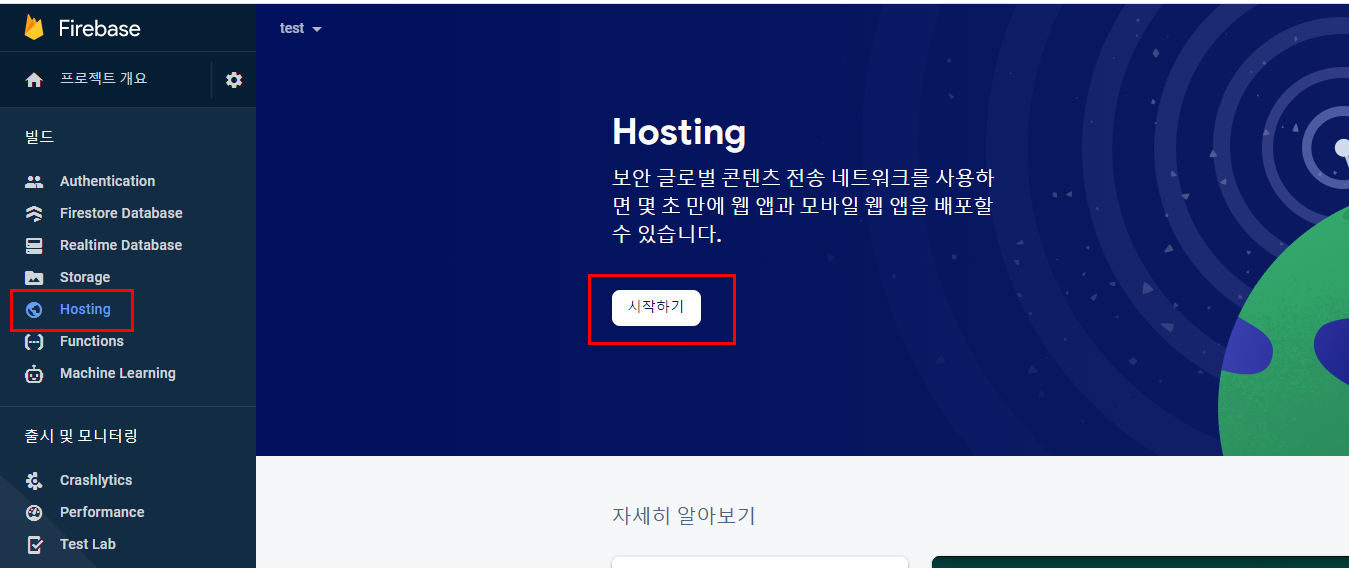 Firebase
test
프로젝트 개요
빌드
Authentication
Firestore Database
Realtime Database
Storage
Hosting
Functions
Machine Learning
출시 및 모니터링
Crashlytics
Performance
Test Lab
Hosting
보안 글로벌 콘텐츠 전송 네트워크를 사용하
면 몇 초 만에 웹 앱과 모바일 웹 앱을 배포할
수 있습니다.
시작하기
자세히 알아보기